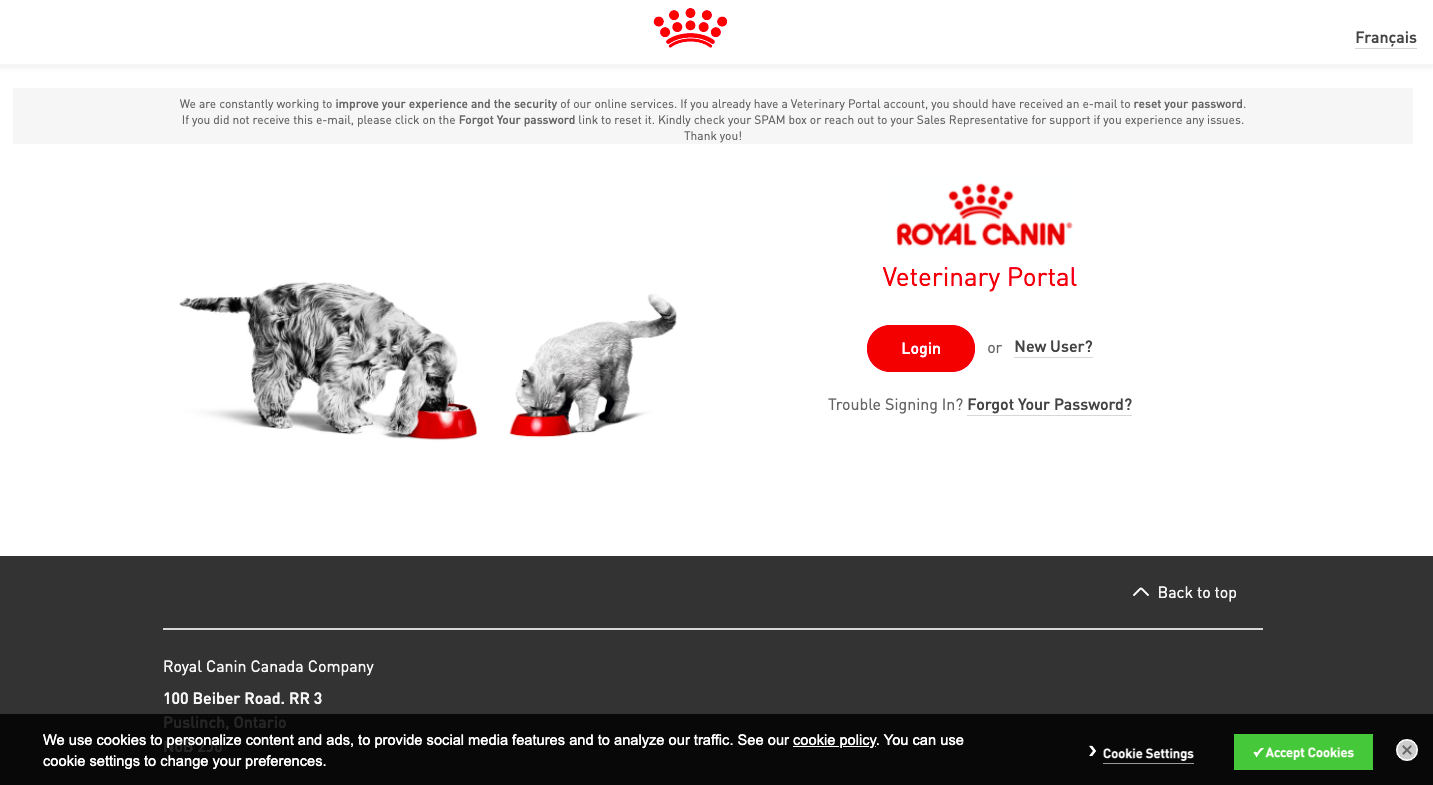 Français
We are constantly working to improve your experience and the security of our online services. If you already have a Veterinary Portal account, you should have received an e-mail to reset your password.
If you did not receive this e-mail, please click on the Forgot Your password link to reset it. Kindly check your SPAM box or reach out to your Sales Representative for support if you experience any issues.
Thank you!
ROYAL CANIN®
Veterinary Portal
Login or New User?
Trouble Signing In? Forgot Your Password?
Back to top
Royal Canin Canada Company
100 Beiber Road. RR 3
Puslinch, Ontario
We use cookies to personalize content and ads, to provide social media features and to analyze our traffic. See our cookie policy. You can use
cookie settings to change your preferences.
Cookie Settings
✓Accept Cookies